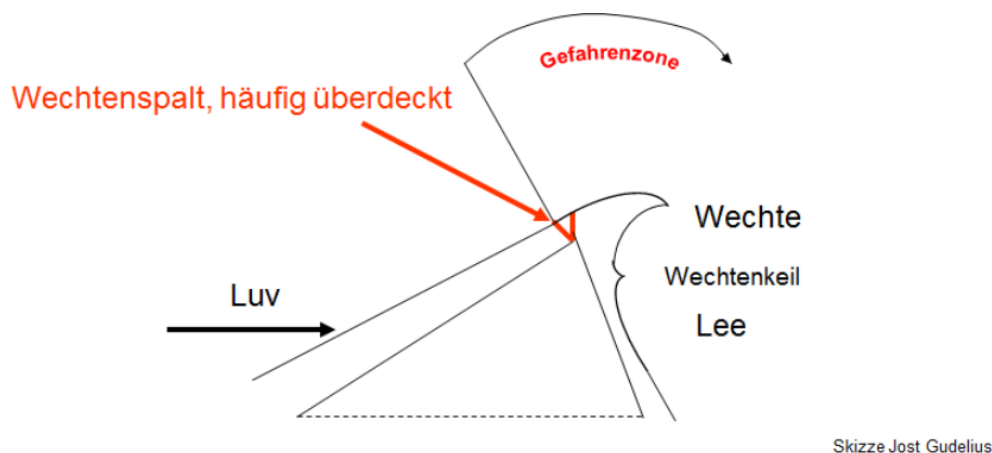 Gefahrenzone
Wechtenspalt, häufig überdeckt
Wechte
Wechtenkeil
Luv
Lee
Skizze Jost Gudelius